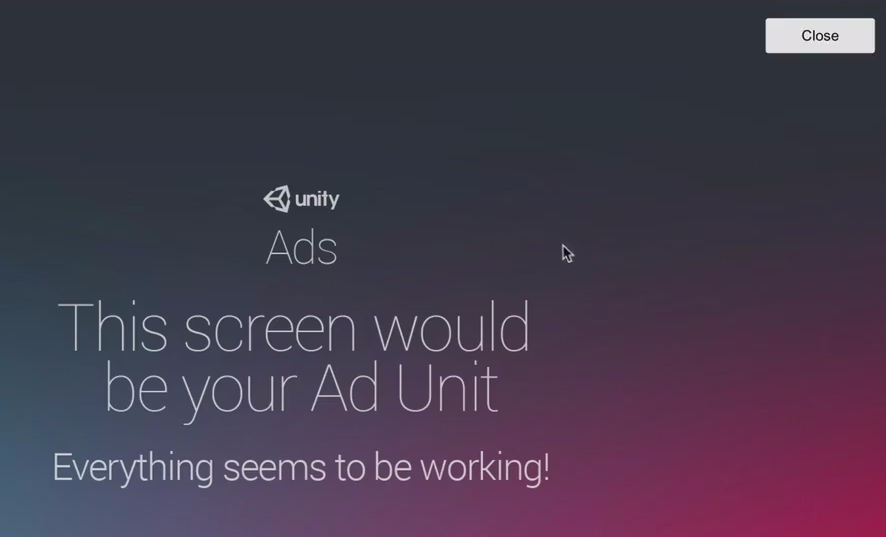 Close
unity
Ads
This screen would
be your Ad Unit
Everything seems to be working!